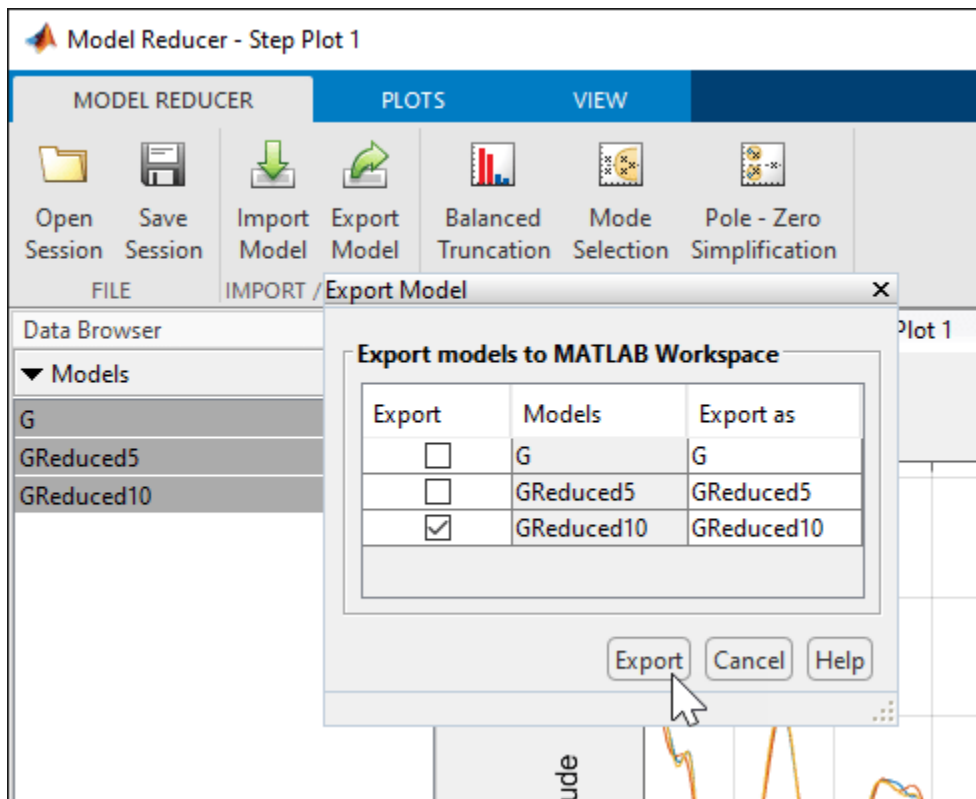 Model Reducer - Step Plot 1
MODEL REDUCER PLOTS VIEW
Open Save Import Export Balanced Mode Pole - Zero
Session Session Model Model Truncation Selection Simplification
FILE IMPORT /
Export Model
Data Browser
Plot 1
Models
G
GReduced5
GReduced10
Export models to MATLAB Workspace
Export Models Export as
G G
GReduced5 GReduced5
GReduced10 GReduced10
Export Cancel Help
ude